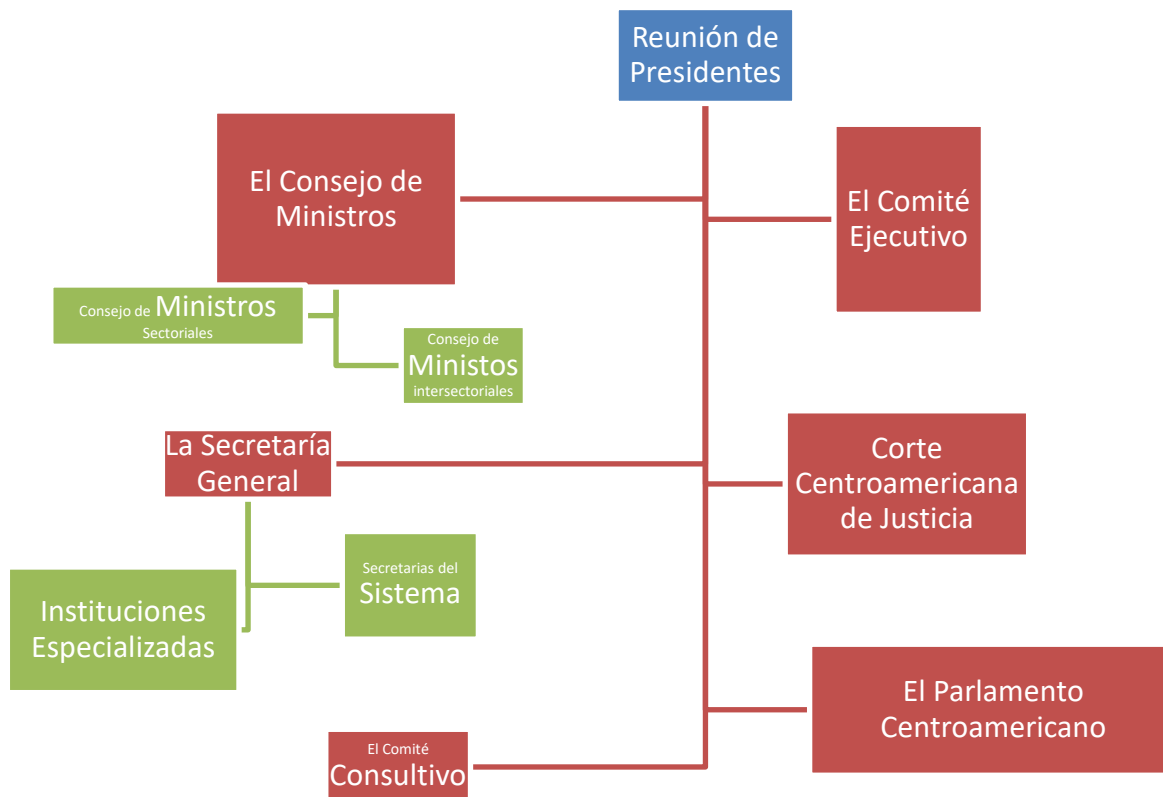 Reunión de
Presidentes
El Consejo de
Ministros
El Comité
Ejecutivo
Consejo de Ministros
Sectoriales
Consejo de
Ministos
intersectoriales
La Secretaría
General
Corte
Centroamericana
de Justicia
Secretarias del
Sistema
Instituciones
Especializadas
El Parlamento
Centroamericano
El Comité
Consultivo